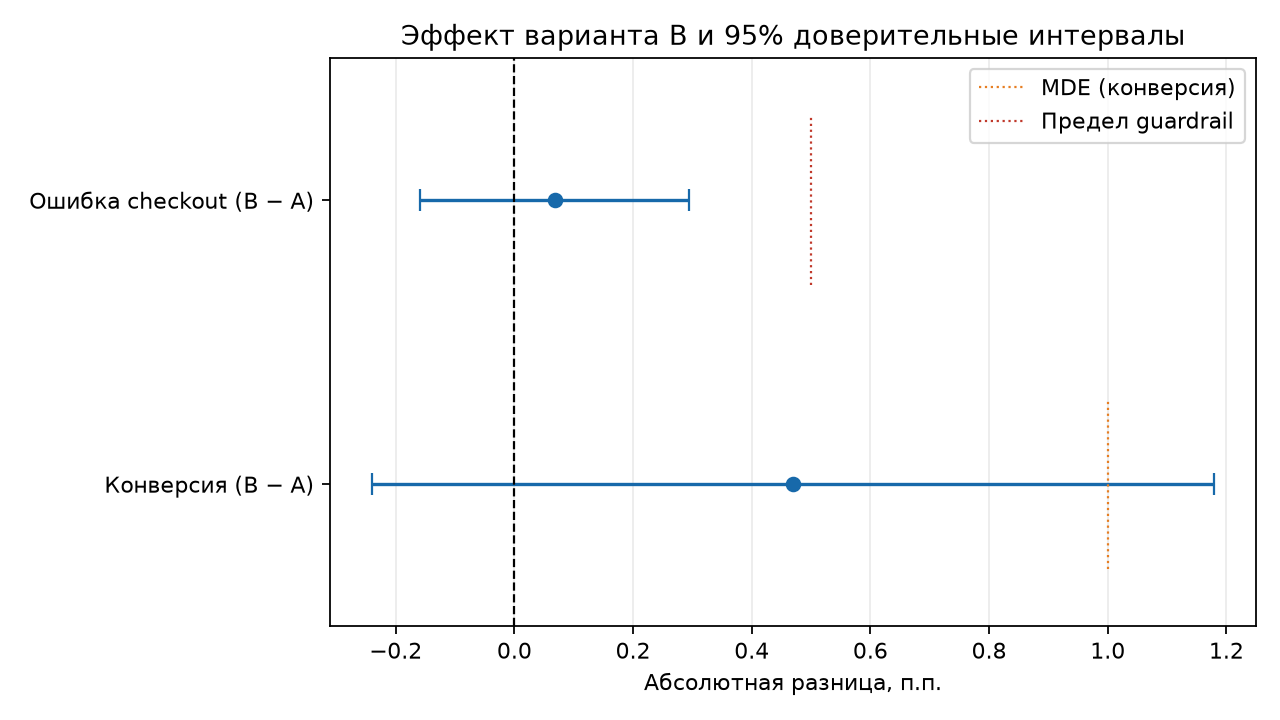 Эффект варианта B и 95% доверительные интервалы
MDE (конверсия)
Предел guardrail
Ошибка checkout (B − A)
Конверсия (B − A)
−0.2 0.0 0.2 0.4 0.6 0.8 1.0 1.2
Абсолютная разница, п.п.